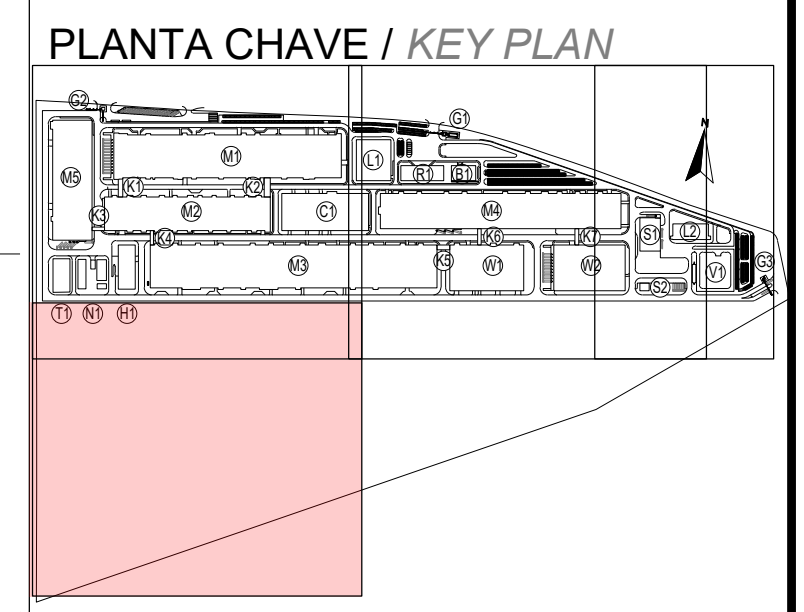 PLANTA CHAVE / KEY PLAN
G2
G1
N
M1
L1
M5
R1
B1
K1
K2
K3
M2
C1
M4
S1
L2
K4
K6
K7
M3
K5
W1
W2
V1
G3
S2
T1
N1
H1